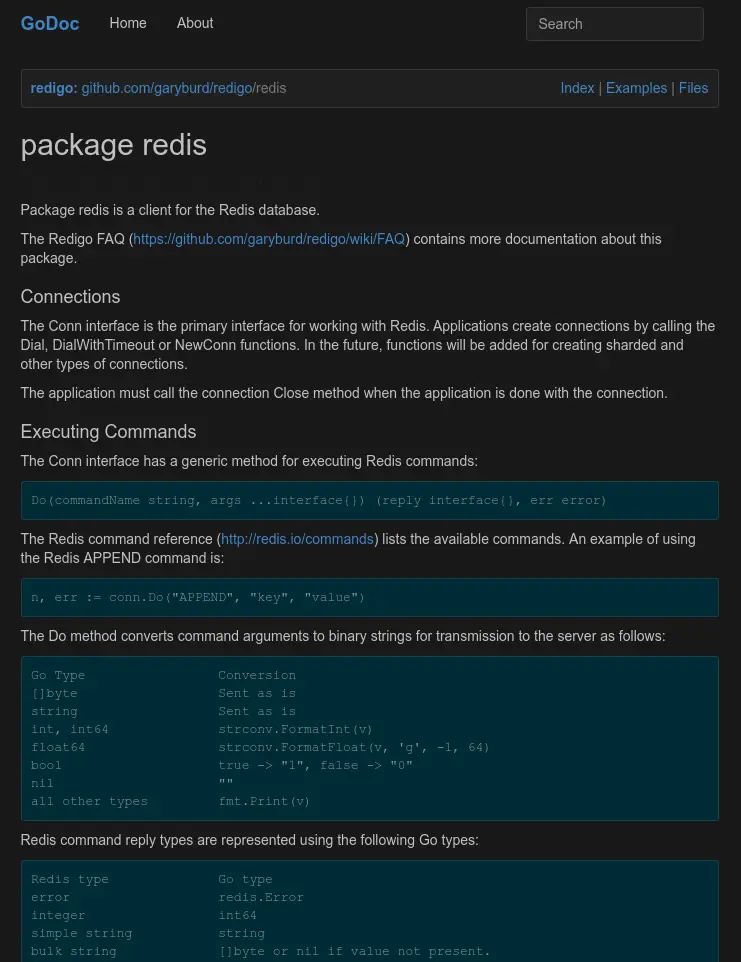 GoDoc Home About Search
redigo: github.com/garyburd/redigo/redis Index | Examples | Files
package redis
Package redis is a client for the Redis database.
The Redigo FAQ (https://github.com/garyburd/redigo/wiki/FAQ) contains more documentation about this
package.
Connections
The Conn interface is the primary interface for working with Redis. Applications create connections by calling the
Dial, DialWithTimeout or NewConn functions. In the future, functions will be added for creating sharded and
other types of connections.
The application must call the connection Close method when the application is done with the connection.
Executing Commands
The Conn interface has a generic method for executing Redis commands:
Do(commandName string, args ...interface{}) (reply interface{}, err error)
The Redis command reference (http://redis.io/commands) lists the available commands. An example of using
the Redis APPEND command is:
n, err := conn.Do("APPEND", "key", "value")
The Do method converts command arguments to binary strings for transmission to the server as follows:
Go Type Conversion
[]byte Sent as is
string Sent as is
int, int64 strconv.FormatInt(v)
float64 strconv.FormatFloat(v, 'g', -1, 64)
bool true -> "1", false -> "0"
nil ""
all other types fmt.Print(v)
Redis command reply types are represented using the following Go types:
Redis type Go type
error redis.Error
integer int64
simple string string
bulk string []byte or nil if value not present.